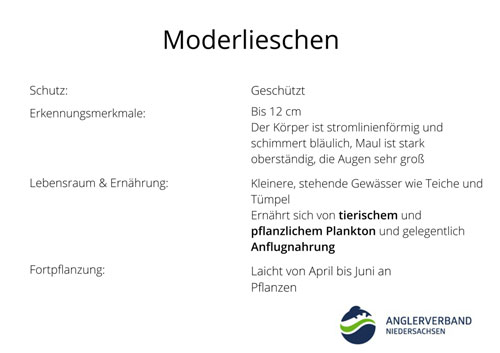 Moderlieschen
Schutz: Geschützt
Erkennungsmerkmale: Bis 12 cm
Der Körper ist stromlinienförmig und
schimmert bläulich, Maul ist stark
oberständig, die Augen sehr groß
Lebensraum & Ernährung: Kleinere, stehende Gewässer wie Teiche und
Tümpel
Ernährt sich von tierischem und
pflanzlichem Plankton und gelegentlich
Anflugnahrung
Fortpflanzung: Laicht von April bis Juni an
Pflanzen
ANGLERVERBAND
NIEDERSACHSEN